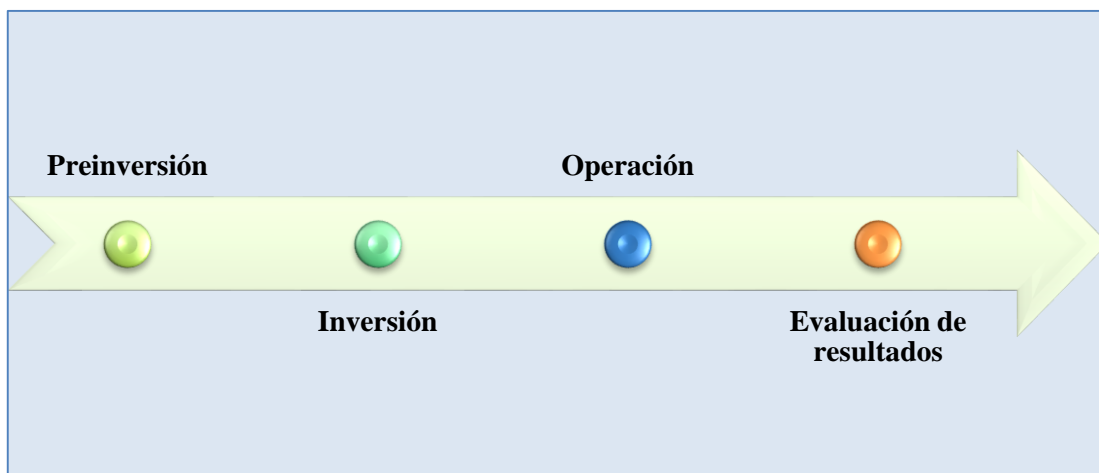 Preinversión
Inversión
Operación
Evaluación de
resultados